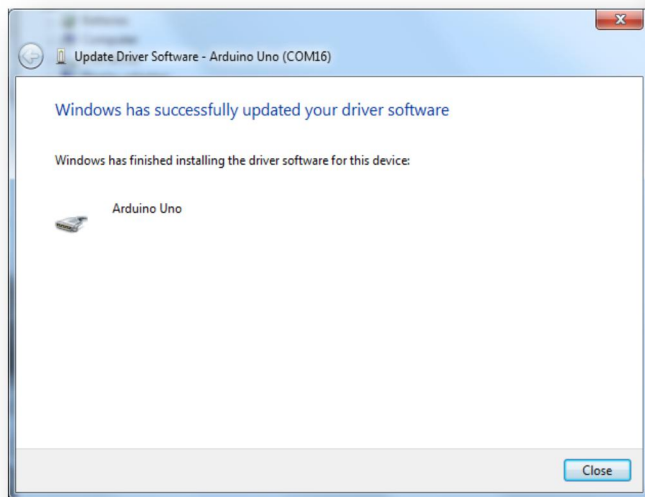 Update Driver Software - Arduino Uno (COM16)
Windows has successfully updated your driver software
Windows has finished installing the driver software for this device:
Arduino Uno
Close